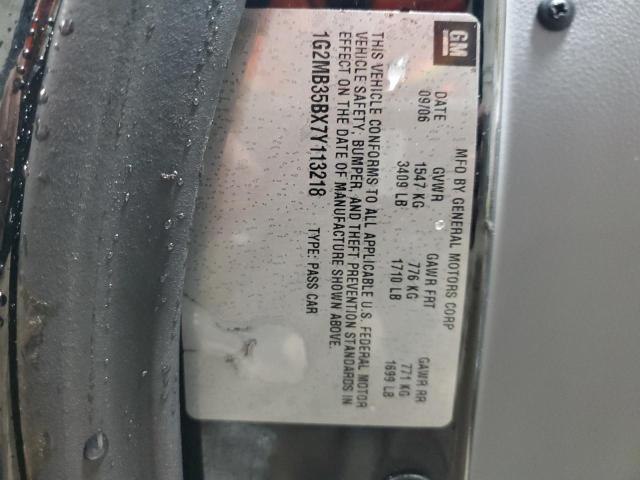 GM
MFD BY GENERAL MOTORS CORP
DATE GVWR GAWR FRT GAWR RR
09/06 1547 KG 776 KG 771 KG
3409 LB 1710 LB 1699 LB
THIS VEHICLE CONFORMS TO ALL APPLICABLE U.S. FEDERAL MOTOR
VEHICLE SAFETY, BUMPER, AND THEFT PREVENTION STANDARDS IN
EFFECT ON THE DATE OF MANUFACTURE SHOWN ABOVE.
1G2MB35BX7Y113218 TYPE: PASS CAR